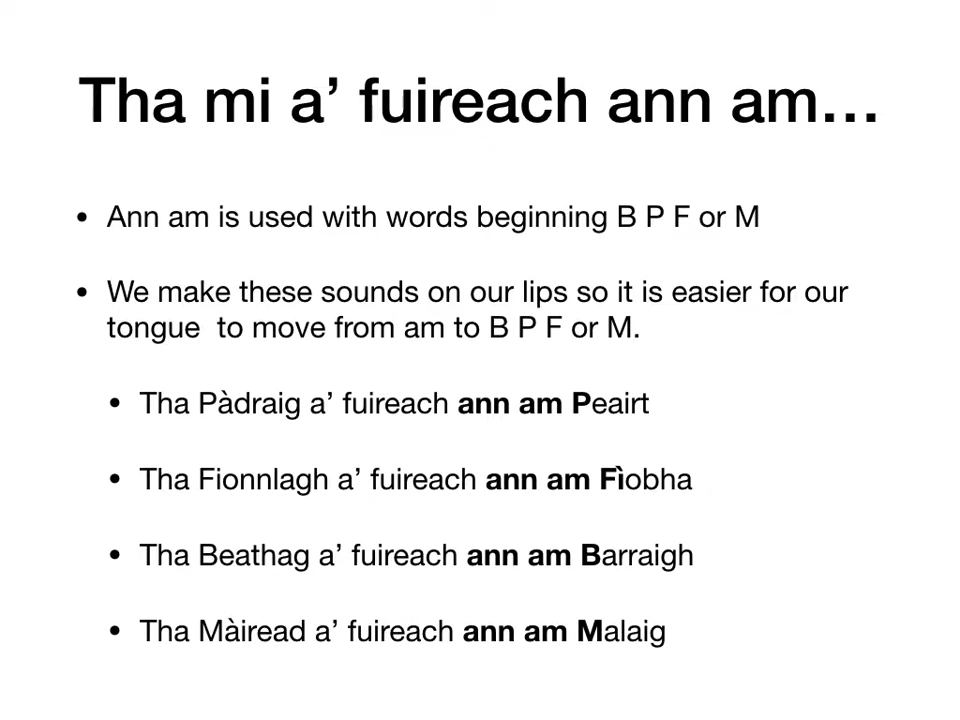 Tha mi a’ fuireach ann am…
• Ann am is used with words beginning B P F or M
• We make these sounds on our lips so it is easier for our
tongue  to move from am to B P F or M.
• Tha Pàdraig a’ fuireach ann am Peairt
• Tha Fionnlagh a’ fuireach ann am Fìobha
• Tha Beathag a’ fuireach ann am Barraigh
• Tha Màiread a’ fuireach ann am Malaig